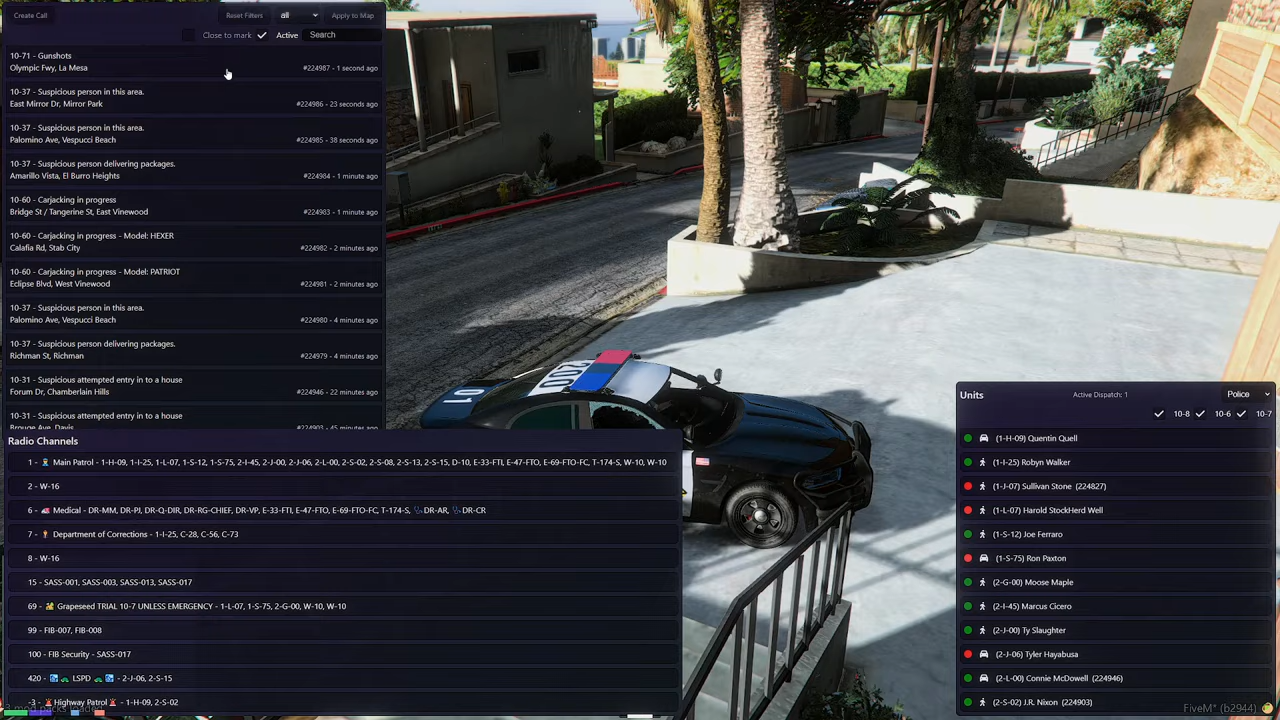 Create Call
Reset Filters
all
Apply to Map
Close to mark
Active
Search
10-71 - Gunshots
Olympic Fwy, La Mesa
#224987 - 1 second ago
10-37 - Suspicious person in this area.
East Mirror Dr, Mirror Park
#224986 - 23 seconds ago
10-37 - Suspicious person in this area.
Palomino Ave, Vespucci Beach
#224985 - 38 seconds ago
10-37 - Suspicious person delivering packages.
Amarillo Vista, El Burro Heights
#224984 - 1 minute ago
10-60 - Carjacking in progress
Bridge St / Tangerine St, East Vinewood
#224983 - 1 minute ago
10-60 - Carjacking in progress - Model: HEXER
Calafia Rd, Stab City
#224982 - 2 minutes ago
10-60 - Carjacking in progress - Model: PATRIOT
Eclipse Blvd, West Vinewood
#224981 - 2 minutes ago
10-37 - Suspicious person in this area.
Palomino Ave, Vespucci Beach
#224980 - 4 minutes ago
10-37 - Suspicious person delivering packages.
Richman St, Richman
#224979 - 4 minutes ago
10-31 - Suspicious attempted entry in to a house
Forum Dr, Chamberlain Hills
#224946 - 22 minutes ago
10-31 - Suspicious attempted entry in to a house
Brouge Ave, Davis
#224903 - 45 minutes ago
Radio Channels
1 - Main Patrol - 1-H-09, 1-I-25, 1-L-07, 1-S-12, 1-S-75, 2-I-45, 2-J-00, 2-J-06, 2-L-00, 2-S-02, 2-S-08, 2-S-13, 2-S-15, D-10, E-33-FTI, E-47-FTO, E-69-FTO-FC, T-174-S, W-10, W-10
2 - W-16
6 - Medical - DR-MM, DR-PJ, DR-Q-DIR, DR-RG-CHIEF, DR-VP, E-33-FTI, E-47-FTO, E-69-FTO-FC, T-174-S, DR-AR, DR-CR
7 - Department of Corrections - 1-I-25, C-28, C-56, C-73
8 - W-16
15 - SASS-001, SASS-003, SASS-013, SASS-017
69 - Grapeseed TRIAL 10-7 UNLESS EMERGENCY - 1-L-07, 1-S-75, 2-G-00, W-10, W-10
99 - FIB-007, FIB-008
100 - FIB Security - SASS-017
420 - LSPD - 2-J-06, 2-S-15
-3 - Highway Patrol - 1-H-09, 2-S-02
200
01
Units
Active Dispatch: 1
Police
10-8
10-6
10-7
(1-H-09) Quentin Quell
(1-I-25) Robyn Walker
(1-J-07) Sullivan Stone (224827)
(1-L-07) Harold StockHerd Well
(1-S-12) Joe Ferraro
(1-S-75) Ron Paxton
(2-G-00) Moose Maple
(2-I-45) Marcus Cicero
(2-J-00) Ty Slaughter
(2-J-06) Tyler Hayabusa
(2-L-00) Connie McDowell (224946)
(2-S-02) J.R. Nixon (224903)
FiveM* (b2944)